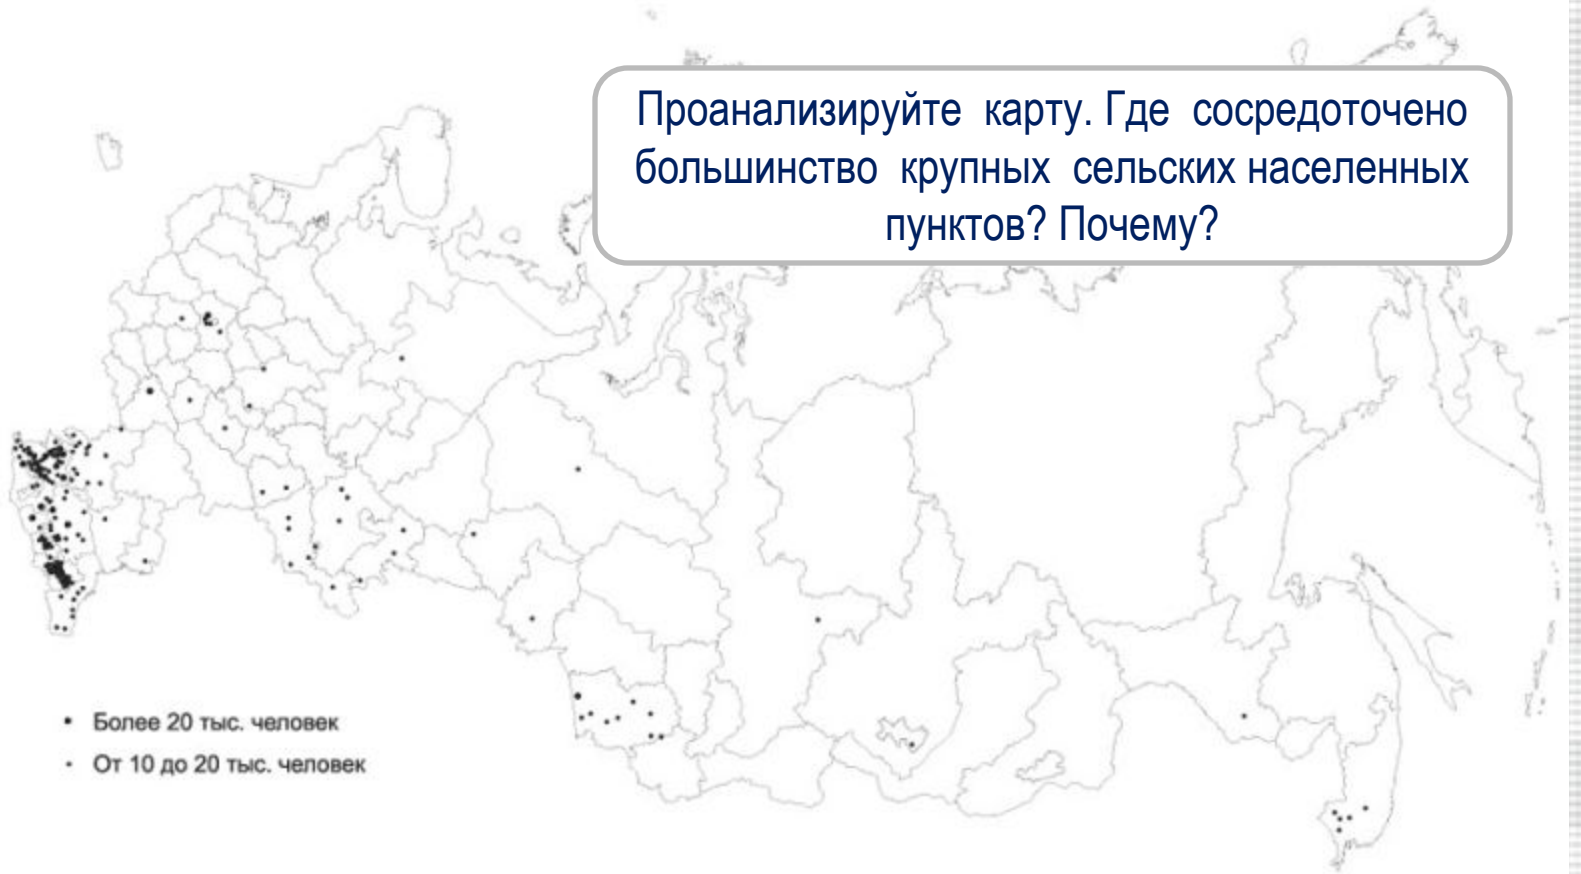 Проанализируйте карту. Где сосредоточено
большинство крупных сельских населенных
пунктов? Почему?
Более 20 тыс. человек
От 10 до 20 тыс. человек